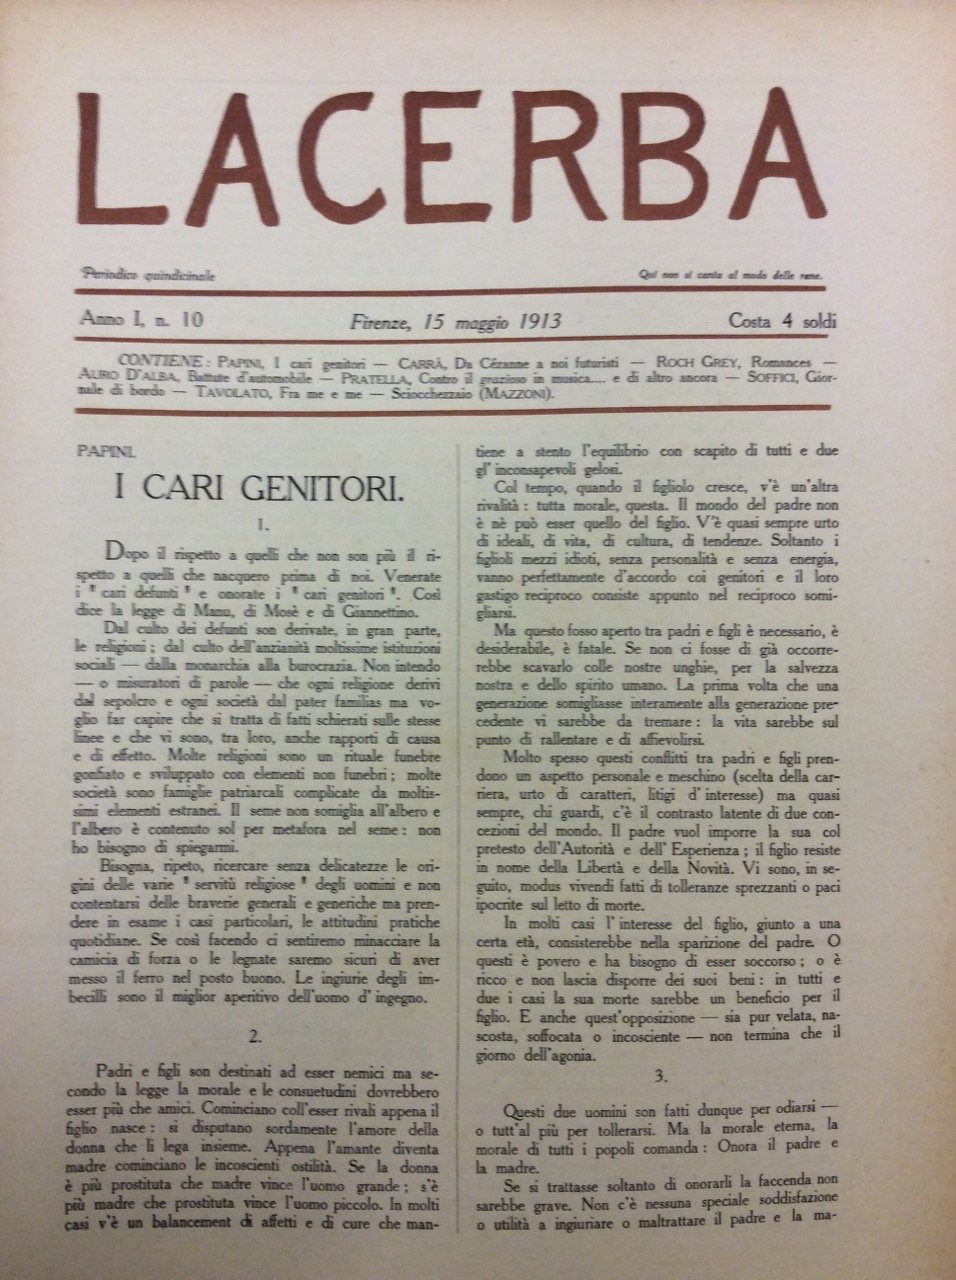 LACERBA
Periodico quindicinale
Qui non si canta al modo delle rane.
Anno I, n. 10
Firenze, 15 maggio 1913
Costa 4 soldi
CONTIENE: PAPINI, I cari genitori — CARRÀ, Da Cézanne a noi futuristi — ROCH GREY, Romances —
AURO D'ALBA, Battute d'automobile — PRATELLA, Contro il grazioso in musica.... e di altro ancora — SOFFICI, Gior-
nale di bordo — TAVOLATO, Fra me e me — Sciocchezzaio (MAZZONI).
PAPINI.
I CARI GENITORI.
1.
Dopo il rispetto a quelli che non son più il ri-
spetto a quelli che nacquero prima di noi. Venerate
i " cari defunti " e onorate i " cari genitori ". Così
dice la legge di Manu, di Mosè e di Giannettino.
Dal culto dei defunti son derivate, in gran parte,
le religioni; dal culto dell'anzianità moltissime istituzioni
sociali — dalla monarchia alla burocrazia. Non intendo
— o misuratori di parole — che ogni religione derivi
dal sepolcro e ogni società dal pater familias ma vo-
glio far capire che si tratta di fatti schierati sulle stesse
linee e che vi sono, tra loro, anche rapporti di causa
e di effetto. Molte religioni sono un rituale funebre
gonfiato e sviluppato con elementi non funebri; molte
società sono famiglie patriarcali complicate da moltis-
simi elementi estranei. Il seme non somiglia all'albero e
l'albero è contenuto sol per metafora nel seme: non
ho bisogno di spiegarmi.
Bisogna, ripeto, ricercare senza delicatezze le ori-
gini delle varie " servitù religiose " degli uomini e non
contentarsi delle braverie generali e generiche ma pren-
dere in esame i casi particolari, le attitudini pratiche
quotidiane. Se così facendo ci sentiremo minacciare la
camicia di forza o le legnate saremo sicuri di aver
messo il ferro nel posto buono. Le ingiurie degli im-
becilli sono il miglior aperitivo dell'uomo d'ingegno.
2.
Padri e figli son destinati ad esser nemici ma se-
condo la legge la morale e le consuetudini dovrebbero
esser più che amici. Cominciano coll'esser rivali appena il
figlio nasce: si disputano sordamente l'amore della
donna che li lega insieme. Appena l'amante diventa
madre cominciano le incoscienti ostilità. Se la donna
è più prostituta che madre vince l'uomo grande; s'è
più madre che prostituta vince l'uomo piccolo. In molti
casi v'è un balancement di affetti e di cure che man-
tiene a stento l'equilibrio con scapito di tutti e due
gl'inconsapevoli gelosi.
Col tempo, quando il figliolo cresce, v'è un'altra
rivalità: tutta morale, questa. Il mondo del padre non
è nè può esser quello del figlio. V'è quasi sempre urto
di ideali, di vita, di cultura, di tendenze. Soltanto i
figlioli mezzi idioti, senza personalità e senza energia,
vanno perfettamente d'accordo coi genitori e il loro
gastigo reciproco consiste appunto nel reciproco somi-
gliarsi.
Ma questo fosso aperto tra padri e figli è necessario, è
desiderabile, è fatale. Se non ci fosse di già occorre-
rebbe scavarlo colle nostre unghie, per la salvezza
nostra e dello spirito umano. La prima volta che una
generazione somigliasse interamente alla generazione pre-
cedente vi sarebbe da tremare: la vita sarebbe sul
punto di rallentare e di affievolirsi.
Molto spesso questi conflitti tra padri e figli pren-
dono un aspetto personale e meschino (scelta della car-
riera, urto di caratteri, litigi d'interesse) ma quasi
sempre, chi guardi, c'è il contrasto latente di due con-
cezioni del mondo. Il padre vuol imporre la sua col
pretesto dell'Autorità e dell'Esperienza; il figlio resiste
in nome della Libertà e della Novità. Vi sono, in se-
guito, modus vivendi fatti di tolleranze sprezzanti o paci
ipocrite sul letto di morte.
In molti casi l'interesse del figlio, giunto a una
certa età, consisterebbe nella sparizione del padre. O
questi è povero e ha bisogno di esser soccorso; o è
ricco e non lascia disporre dei suoi beni: in tutti e
due i casi la sua morte sarebbe un beneficio per il
figlio. E anche quest'opposizione — sia pur velata, na-
scosta, soffocata o incosciente — non termina che il
giorno dell'agonia.
3.
Questi due uomini son fatti dunque per odiarsi —
o tutt'al più per tollerarsi. Ma la morale eterna, la
morale di tutti i popoli comanda: Onora il padre e
la madre.
Se si trattasse soltanto di onorarli la faccenda non
sarebbe grave. Non c'è nessuna speciale soddisfazione
o utilità a ingiuriare o maltrattare il padre e la ma-